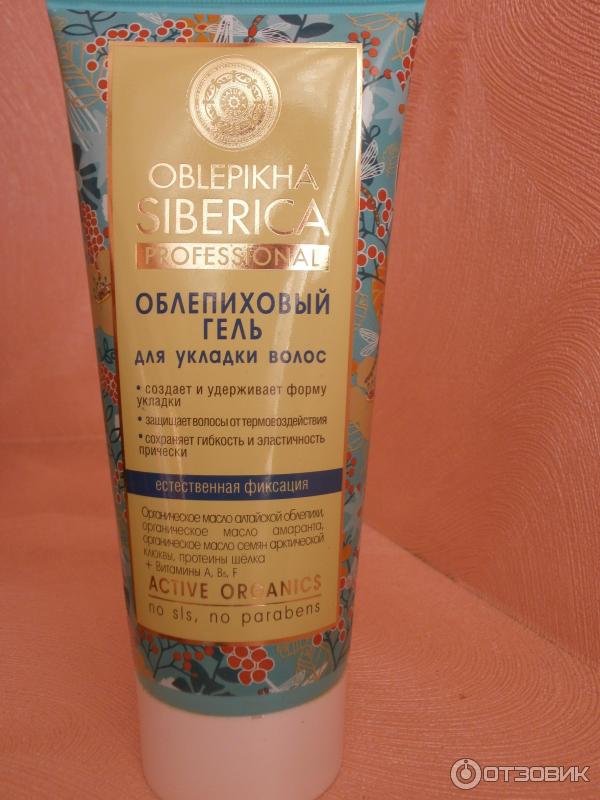 OBLEPIKHA
SIBERICA
PROFESSIONAL
ОБЛЕПИХОВЫЙ
ГЕЛЬ
для укладки волос
• создает и удерживает форму
укладки
• защищает волосы от термовоздействия
• сохраняет гибкость и эластичность
прически
естественная фиксация
Органическое масло алтайской облепихи,
органическое масло амаранта,
органическое масло семян арктической
клюквы, протеины шёлка
+ Витамины А, В5, F
ACTIVE ORGANICS
no sls, no parabens
ОТЗОВИК